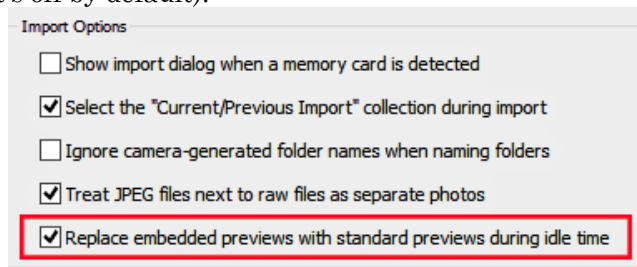 's off by default).
Import Options
Show import dialog when a memory card is detected
Select the "Current/Previous Import" collection during import
Ignore camera-generated folder names when naming folders
Treat JPEG files next to raw files as separate photos
Replace embedded previews with standard previews during idle time